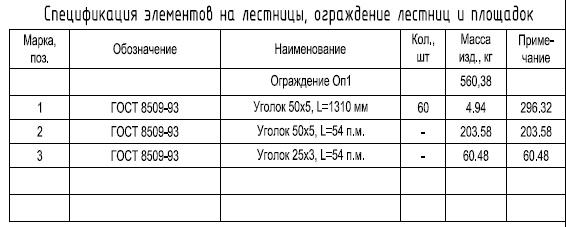 Спецификация элементов на лестницы, ограждение лестниц и площадок
Марка, поз. Обозначение Наименование Кол., шт Масса изд., кг Приме-чание
Ограждение Оп1 560,38
1 ГОСТ 8509-93 Уголок 50х5, L=1310 мм 60 4.94 296.32
2 ГОСТ 8509-93 Уголок 50х5, L=54 п.м. - 203.58 203.58
3 ГОСТ 8509-93 Уголок 25х3, L=54 п.м. - 60.48 60.48